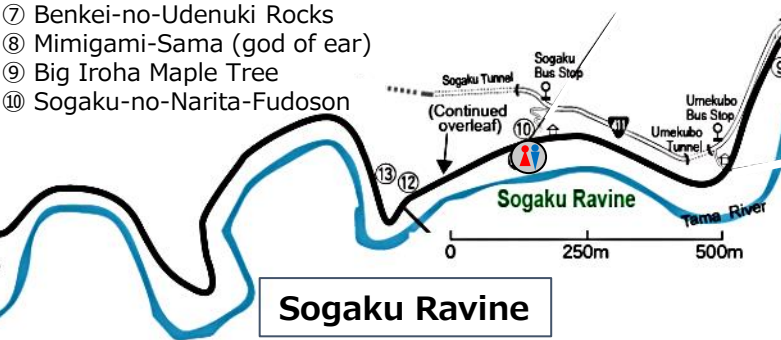 ⑦ Benkei-no-Udenuki Rocks
⑧ Mimigami-Sama (god of ear)
⑨ Big Iroha Maple Tree
⑩ Sogaku-no-Narita-Fudoson
Sogaku
Bus Stop
Sogaku Tunnel
(Continued
overleaf)
⑩
411
Umekubo
Bus Stop
Umekubo
Tunnel
⑬
⑫
Sogaku Ravine
Tama River
0
250m
500m
Sogaku Ravine